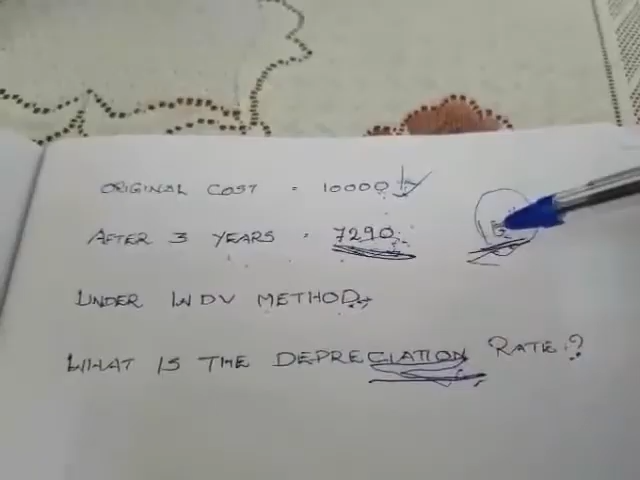 ORIGINAL COST = 10000 /-
AFTER 3 YEARS = 7290
UNDER WDV METHOD
WHAT IS THE DEPRECIATION RATE?